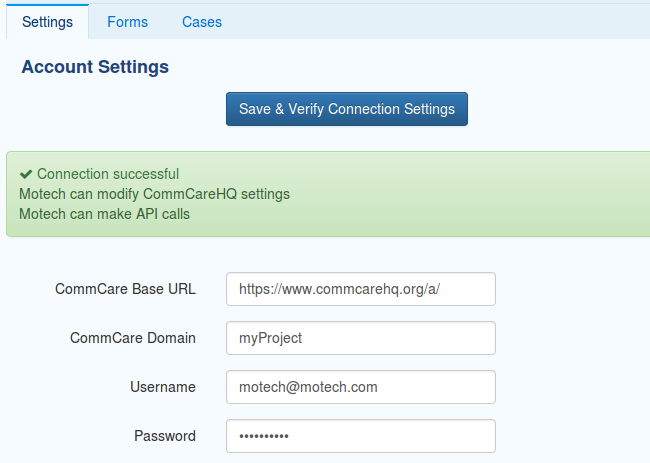 Settings Forms Cases
Account Settings
Save & Verify Connection Settings
Connection successful
Motech can modify CommCareHQ settings
Motech can make API calls
CommCare Base URL https://www.commcarehq.org/a/
CommCare Domain myProject
Username motech@motech.com
Password ••••••••••